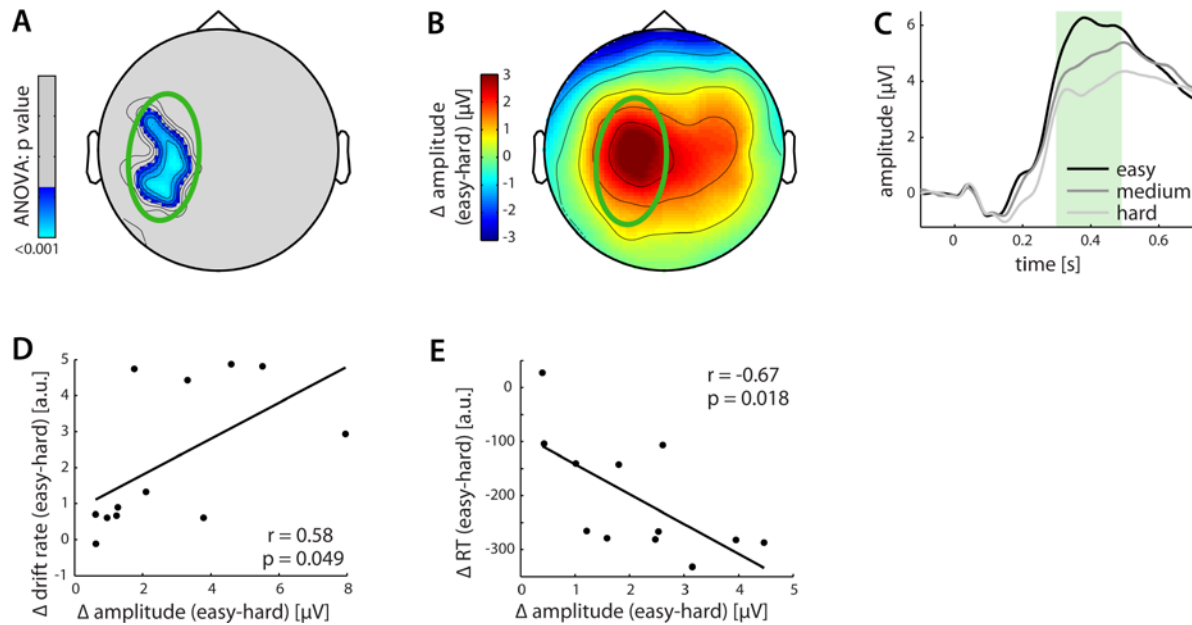 A
ANOVA: p value
<0.001
B
Δ amplitude
(easy-hard) [µV]
3
2
1
0
-1
-2
-3
C
amplitude [µV]
6
4
2
0
easy
medium
hard
0
0.2
0.4
0.6
time [s]
D
Δ drift rate (easy-hard) [a.u.]
5
4
3
2
1
0
-1
r = 0.58
p = 0.049
0
2
4
6
8
Δ amplitude (easy-hard) [µV]
E
Δ RT (easy-hard) [a.u.]
0
-100
-200
-300
r = -0.67
p = 0.018
0
1
2
3
4
5
Δ amplitude (easy-hard) [µV]